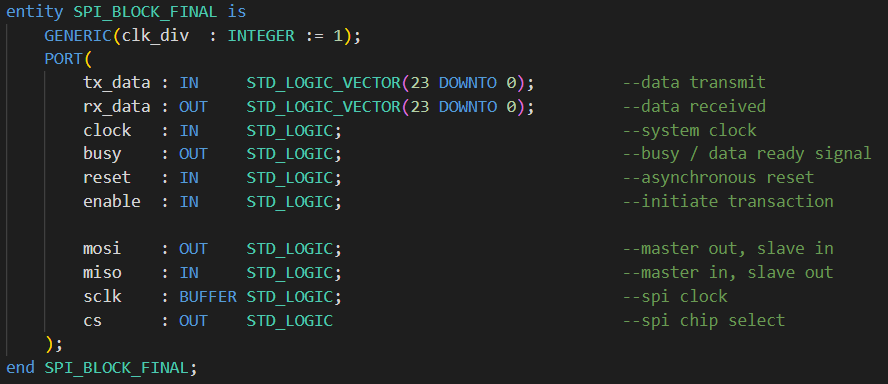 entity SPI_BLOCK_FINAL is
GENERIC(clk_div : INTEGER := 1);
PORT(
tx_data : IN STD_LOGIC_VECTOR(23 DOWNTO 0); --data transmit
rx_data : OUT STD_LOGIC_VECTOR(23 DOWNTO 0); --data received
clock : IN STD_LOGIC; --system clock
busy : OUT STD_LOGIC; --busy / data ready signal
reset : IN STD_LOGIC; --asynchronous reset
enable : IN STD_LOGIC; --initiate transaction
mosi : OUT STD_LOGIC; --master out, slave in
miso : IN STD_LOGIC; --master in, slave out
sclk : BUFFER STD_LOGIC; --spi clock
cs : OUT STD_LOGIC --spi chip select
);
end SPI_BLOCK_FINAL;